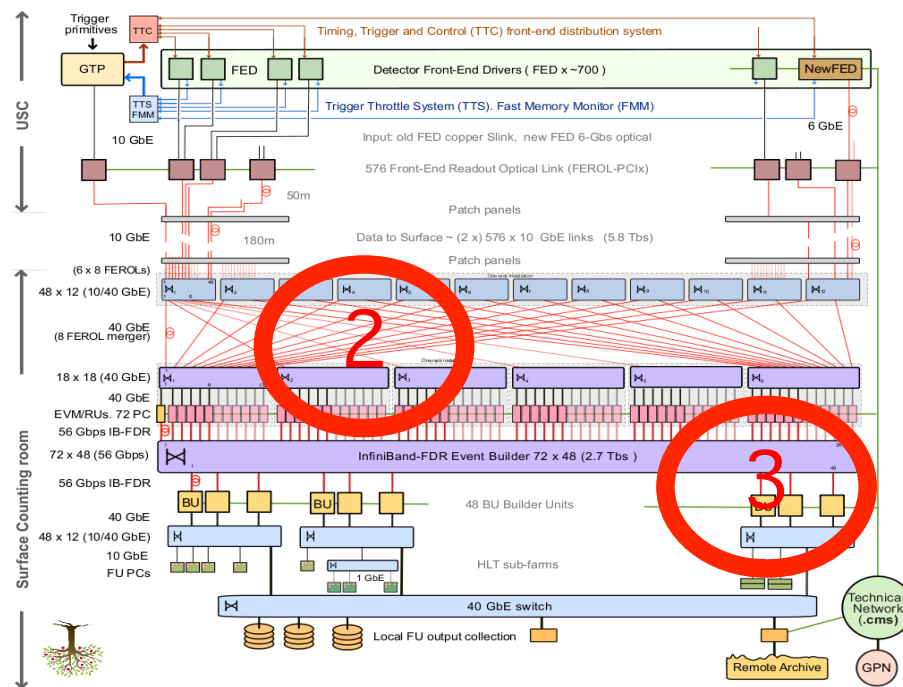 Trigger
primitives
TTC
Timing, Trigger and Control (TTC) front-end distribution system
GTP
FED
Detector Front-End Drivers ( FED x ~700 )
NewFED
TTS
FMM
Trigger Throttle System (TTS). Fast Memory Monitor (FMM)
USC
10 GbE
Input: old FED copper Slink, new FED 6-Gbs optical
6 GbE
576 Front-End Readout Optical Link (FEROL-PCIx)
50m
Patch panels
10 GbE
180m
Data to Surface ~ (2 x) 576 x 10 GbE links (5.8 Tbs)
Patch panels
(6 x 8 FEROLs)
48 x 12 (10/40 GbE)
40 GbE
(8 FEROL merger)
2
18 x 18 (40 GbE)
40 GbE
EVM/RUs. 72 PC
56 Gbps IB-FDR
72 x 48 (56 Gbps)
InfiniBand-FDR Event Builder 72 x 48 (2.7 Tbs )
3
56 Gbps IB-FDR
BU
48 BU Builder Units
BU
40 GbE
48 x 12 (10/40 GbE)
10 GbE
FU PCs
HLT sub-farms
1 GbE
Surface Counting room
40 GbE switch
Local FU output collection
Technical
Network
(.cms)
Remote Archive
GPN